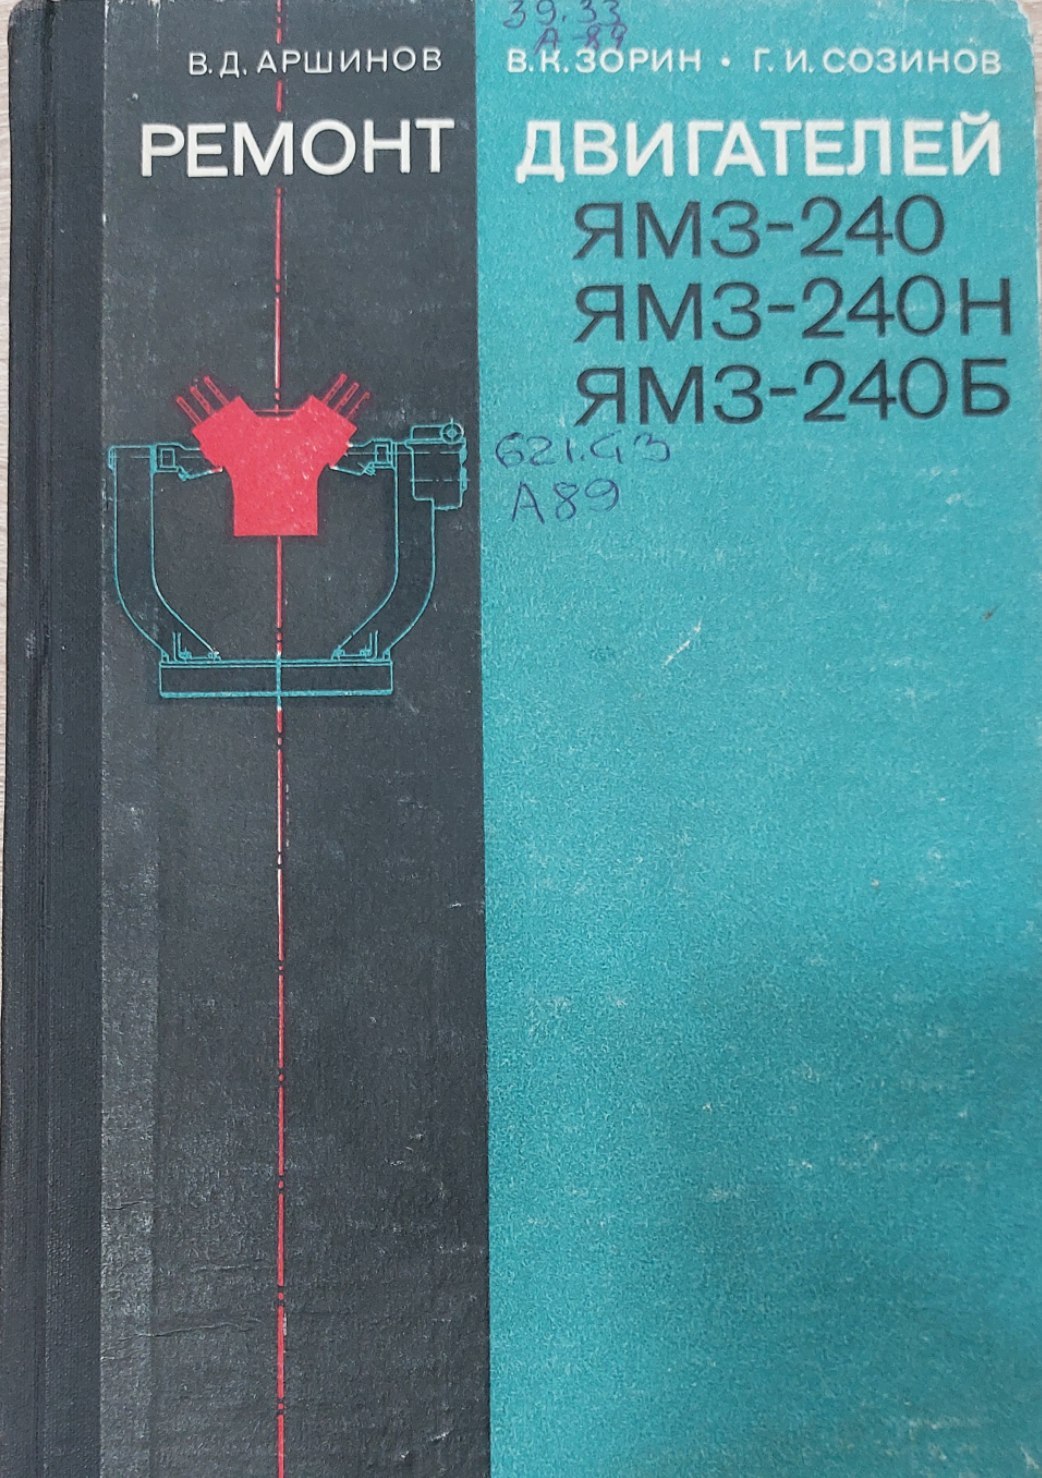 39.33
А-89
В.Д. АРШИНОВ В.К. ЗОРИН • Г.И. СОЗИНОВ
РЕМОНТ ДВИГАТЕЛЕЙ
ЯМЗ-240
ЯМЗ-240Н
ЯМЗ-240Б
621.43
А89